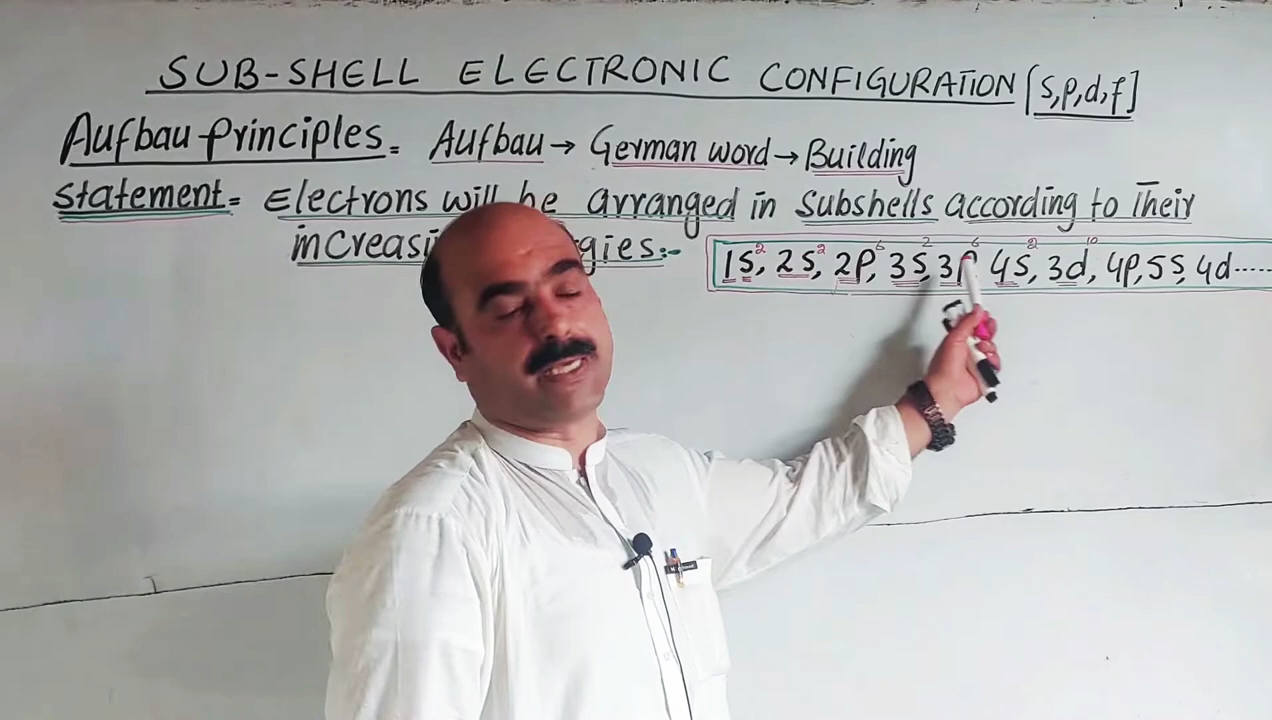 SUB-SHELL ELECTRONIC CONFIGURATION [s,p,d,f]
Aufbau principles = Aufbau → German word → Building
Statement = Electrons will be arranged in Subshells according to Their
increasi gies:-
1s², 2s², 2p⁶, 3s², 3p⁶ 4s², 3d¹⁰, 4p, 5s, 4d.....